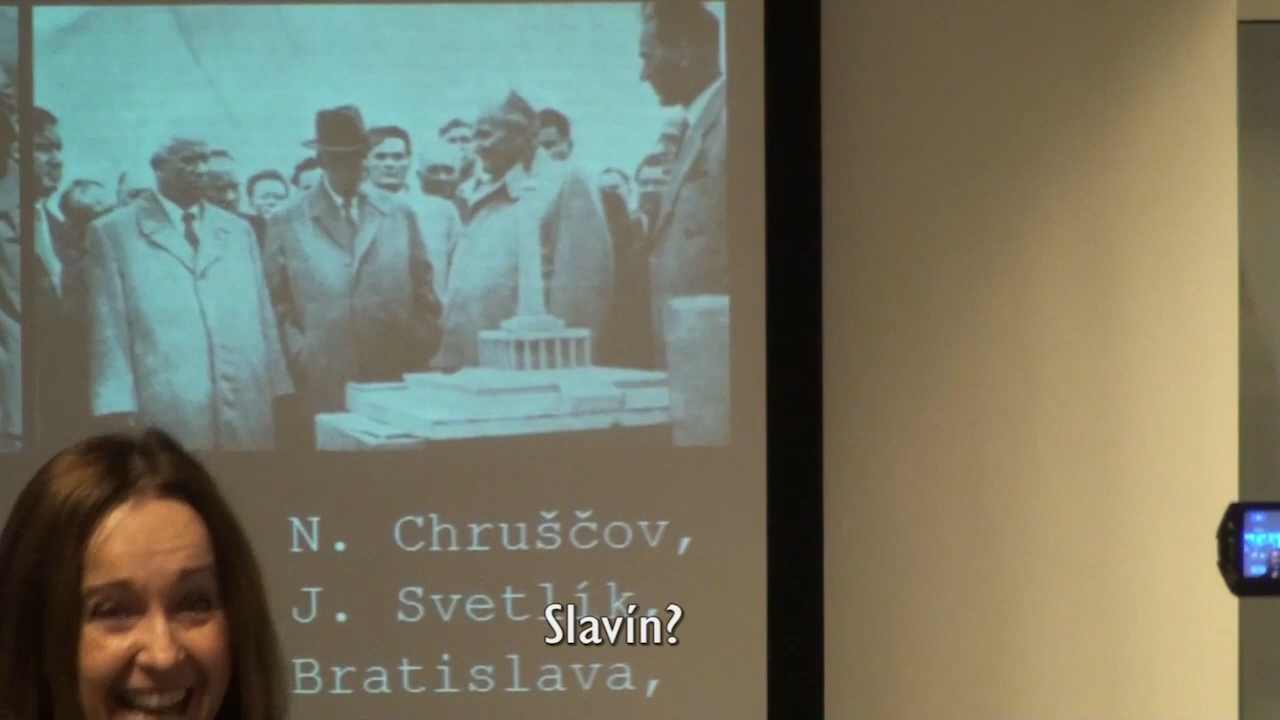 N. Chruščov,
J. Svetlík,
Slavín?
Bratislava,